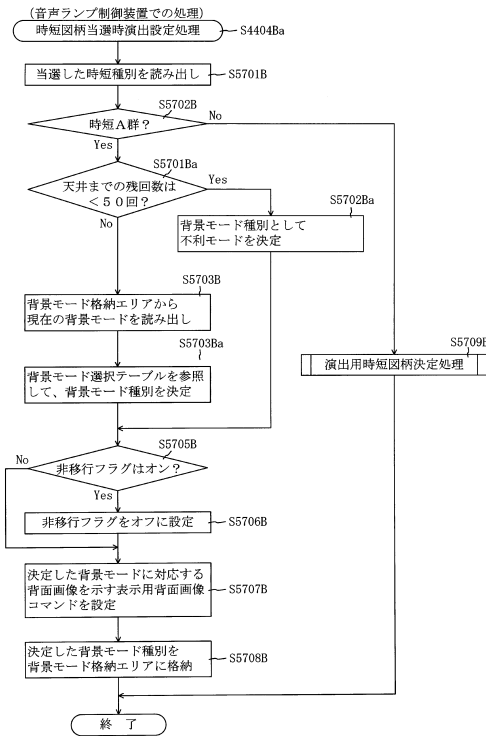 (音声ランプ制御装置での処理)
時短図柄当選時演出設定処理
S4404Ba
当選した時短種別を読み出し
S5701B
S5702B
時短A群?
No
Yes
S5701Ba
天井までの残回数は
<50回?
Yes
No
S5702Ba
背景モード種別として
不利モードを決定
S5703B
背景モード格納エリアから
現在の背景モードを読み出し
S5703Ba
背景モード選択テーブルを参照
して、背景モード種別を決定
S5709B
演出用時短図柄決定処理
S5705B
非移行フラグはオン?
No
Yes
非移行フラグをオフに設定
S5706B
決定した背景モードに対応する
背面画像を示す表示用背面画像
コマンドを設定
S5707B
決定した背景モード種別を
背景モード格納エリアに格納
S5708B
終了